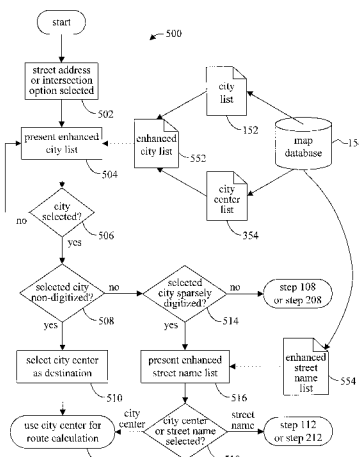 start
500
street address
or intersection
option selected
502
present enhanced
city list
504
city
list
152
enhanced
city list
552
map
database
city
center
list
354
city
selected?
no
506
yes
selected city
non-digitized?
no
508
yes
selected
city sparsely
digitized?
no
514
yes
step 108
or step 208
select city center
as destination
510
present enhanced
street name list
516
enhanced
street
name
list
554
use city center for
route calculation
city
center
city center
or street name
selected?
street
name
step 112
or step 212